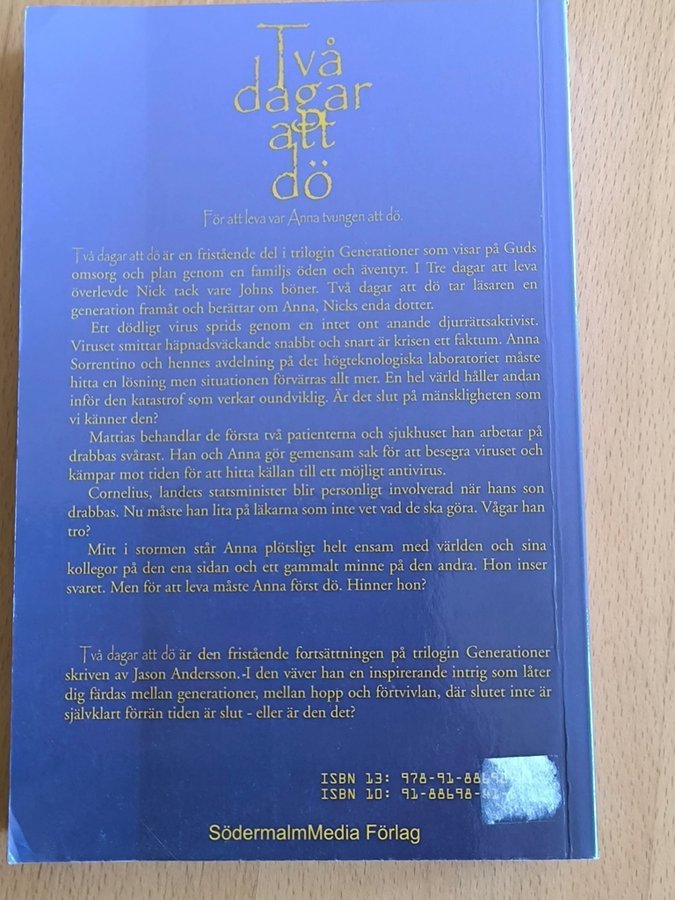 Två
dagar
att
dö
För att leva var Anna tvungen att dö.
Två dagar att dö är en fristående del i trilogin Generationer som visar på Guds
omsorg och plan genom en familjs öden och äventyr. I Tre dagar att leva
överlevde Nick tack vare Johns böner. Två dagar att dö tar läsaren en
generation framåt och berättar om Anna, Nicks enda dotter.
Ett dödligt virus sprids genom en intet ont anande djurrättsaktivist.
Viruset smittar häpnadsväckande snabbt och snart är krisen ett faktum. Anna
Sorrentino och hennes avdelning på det högteknologiska laboratoriet måste
hitta en lösning men situationen förvärras allt mer. En hel värld håller andan
inför den katastrof som verkar oundviklig. Är det slut på mänskligheten som
vi känner den?
Mattias behandlar de första två patienterna och sjukhuset han arbetar på
drabbas svårast. Han och Anna gör gemensam sak för att besegra viruset och
kämpar mot tiden för att hitta källan till ett möjligt antivirus.
Cornelius, landets statsminister blir personligt involverad när hans son
drabbas. Nu måste han lita på läkarna som inte vet vad de ska göra. Vågar han
tro?
Mitt i stormen står Anna plötsligt helt ensam med världen och sina
kollegor på den ena sidan och ett gammalt minne på den andra. Hon inser
svaret. Men för att leva måste Anna först dö. Hinner hon?
Två dagar att dö är den fristående fortsättningen på trilogin Generationer
skriven av Jason Andersson. I den väver han en inspirerande intrig som låter
dig färdas mellan generationer, mellan hopp och förtvivlan, där slutet inte är
självklart förrän tiden är slut - eller är den det?
ISBN 13: 978-91-88698
ISBN 10: 91-88698-
SödermalmMedia Förlag